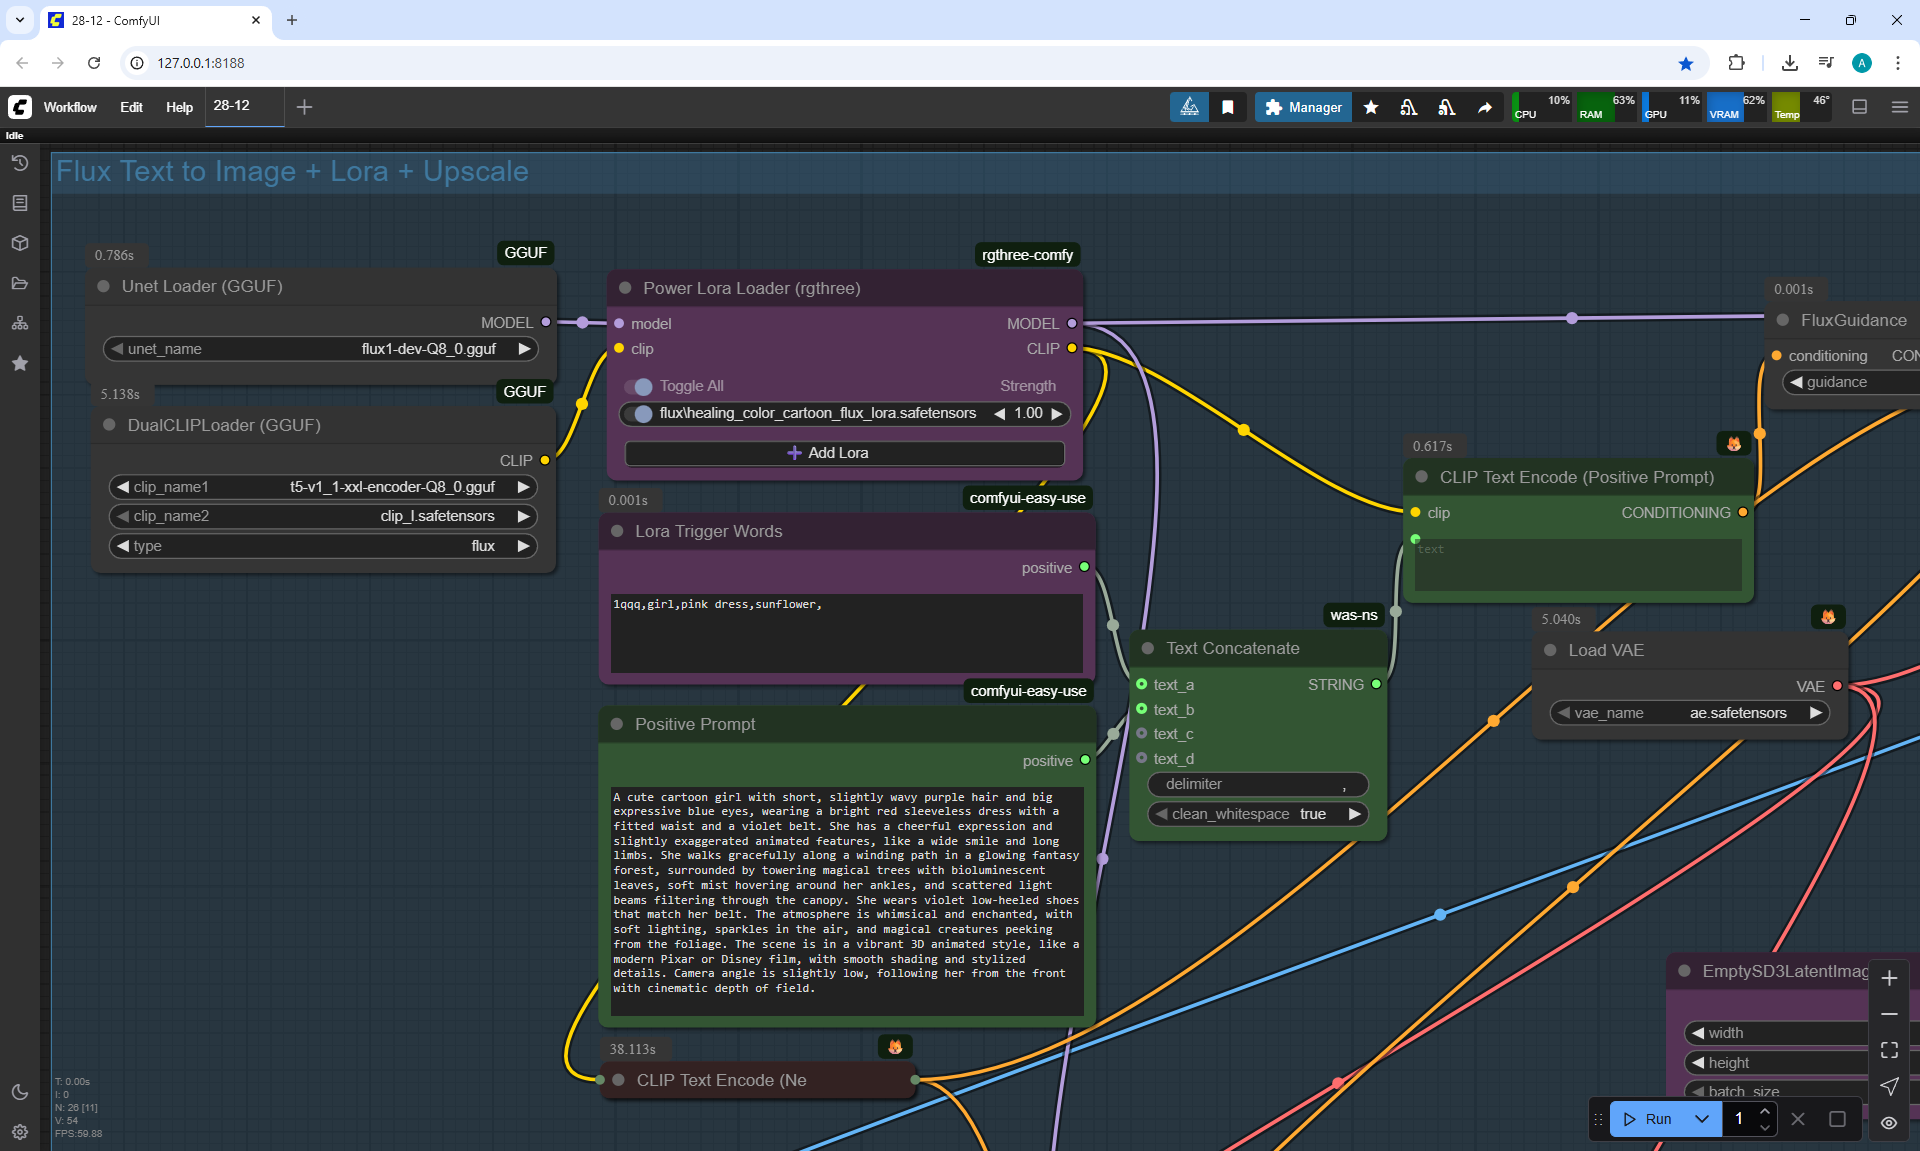 28-12 - ComfyUI
127.0.0.1:8188
A
Workflow
Edit
Help
28-12
Manager
10%
CPU
63%
RAM
11%
GPU
62%
VRAM
46°
Temp
Idle
Flux Text to Image + Lora + Upscale
0.786s
GGUF
Unet Loader (GGUF)
MODEL
unet_name
flux1-dev-Q8_0.gguf
5.138s
GGUF
DualCLIPLoader (GGUF)
CLIP
clip_name1
t5-v1_1-xxl-encoder-Q8_0.gguf
clip_name2
clip_l.safetensors
type
flux
rgthree-comfy
Power Lora Loader (rgthree)
model
MODEL
clip
CLIP
Toggle All
Strength
flux\healing_color_cartoon_flux_lora.safetensors
1.00
Add Lora
0.001s
comfyui-easy-use
Lora Trigger Words
positive
1qqq,girl,pink dress,sunflower,
comfyui-easy-use
Positive Prompt
positive
A cute cartoon girl with short, slightly wavy purple hair and big
expressive blue eyes, wearing a bright red sleeveless dress with a
fitted waist and a violet belt. She has a cheerful expression and
slightly exaggerated animated features, like a wide smile and long
limbs. She walks gracefully along a winding path in a glowing fantasy
forest, surrounded by towering magical trees with bioluminescent
leaves, soft mist hovering around her ankles, and scattered light
beams filtering through the canopy. She wears violet low-heeled shoes
that match her belt. The atmosphere is whimsical and enchanted, with
soft lighting, sparkles in the air, and magical creatures peeking
from the foliage. The scene is in a vibrant 3D animated style, like a
modern Pixar or Disney film, with smooth shading and stylized
details. Camera angle is slightly low, following her from the front
with cinematic depth of field.
38.113s
CLIP Text Encode (Ne
was-ns
Text Concatenate
text_a
STRING
text_b
text_c
text_d
delimiter
,
clean_whitespace
true
0.617s
CLIP Text Encode (Positive Prompt)
clip
CONDITIONING
text
0.001s
FluxGuidance
conditioning
CON
guidance
5.040s
Load VAE
VAE
vae_name
ae.safetensors
EmptySD3LatentImag
width
height
batch_size
T: 0.00s
I: 0
N: 26 [11]
V: 54
FPS:59.88
Run
1